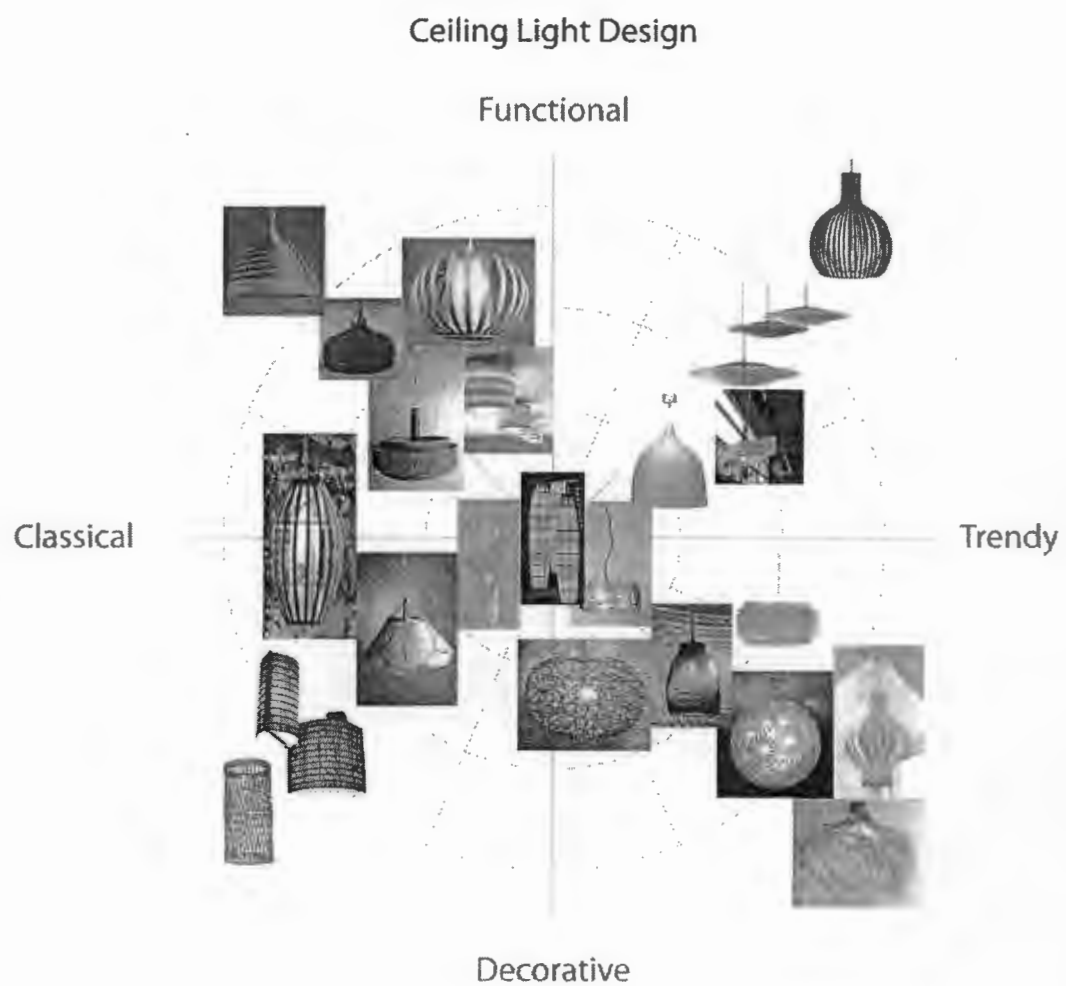 Ceiling Light Design
Functional
Classical
Trendy
Decorative